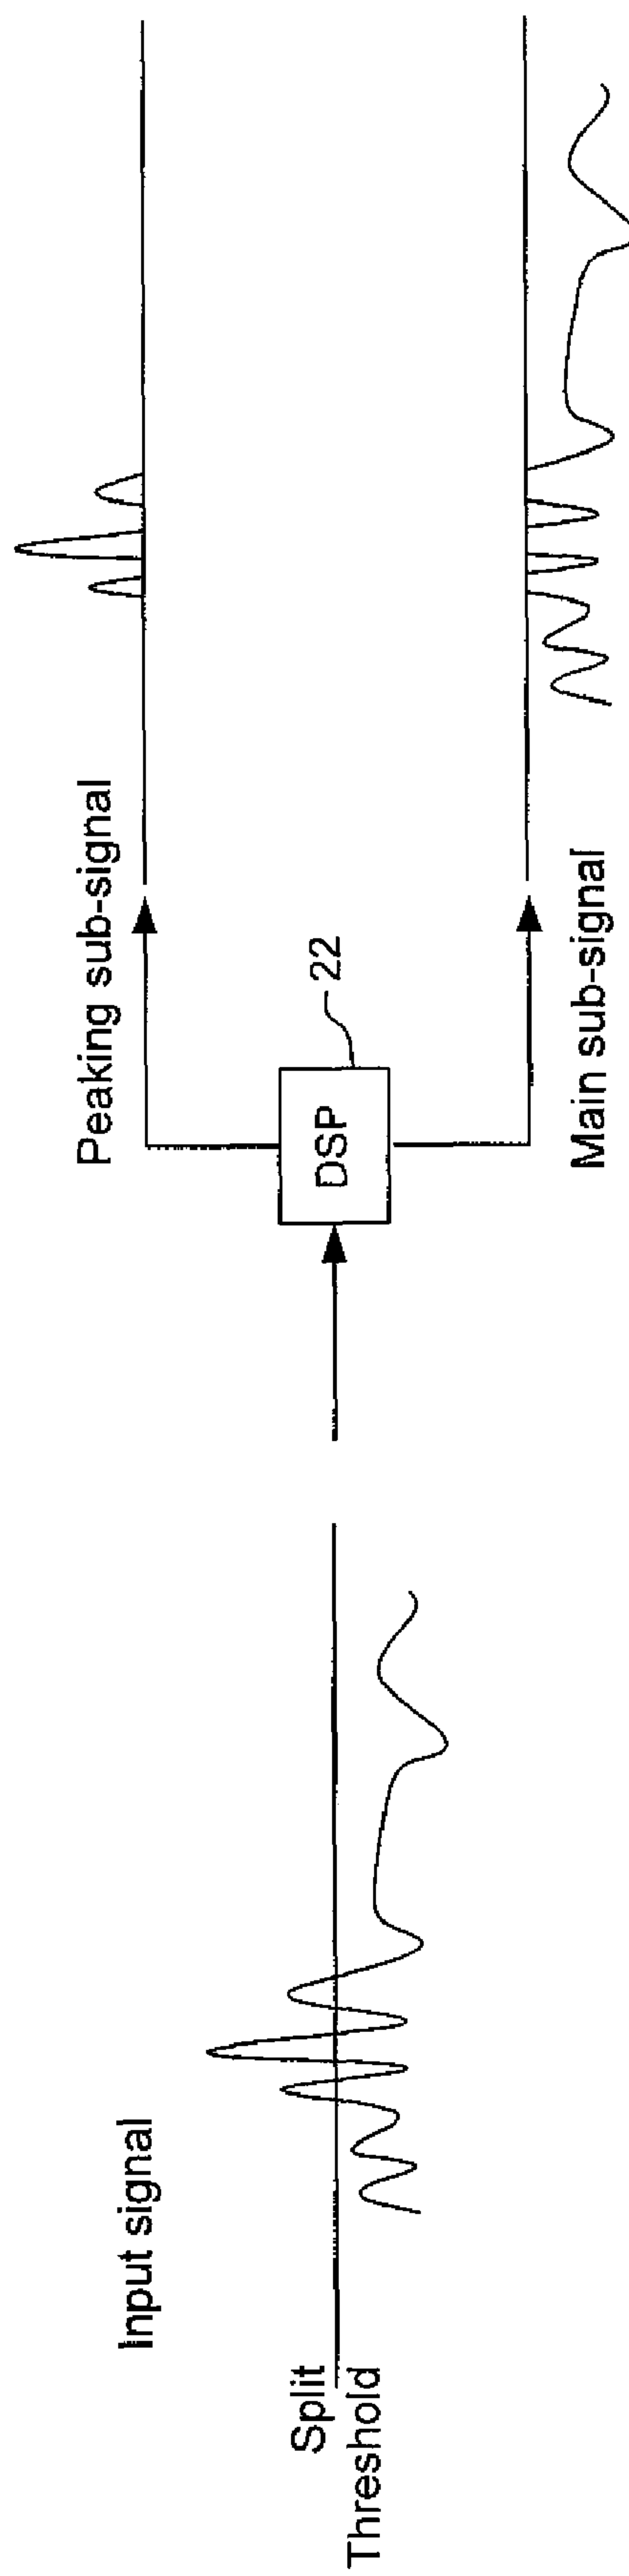 Input signal
Split
Threshold
DSP
22
Peaking sub-signal
Main sub-signal